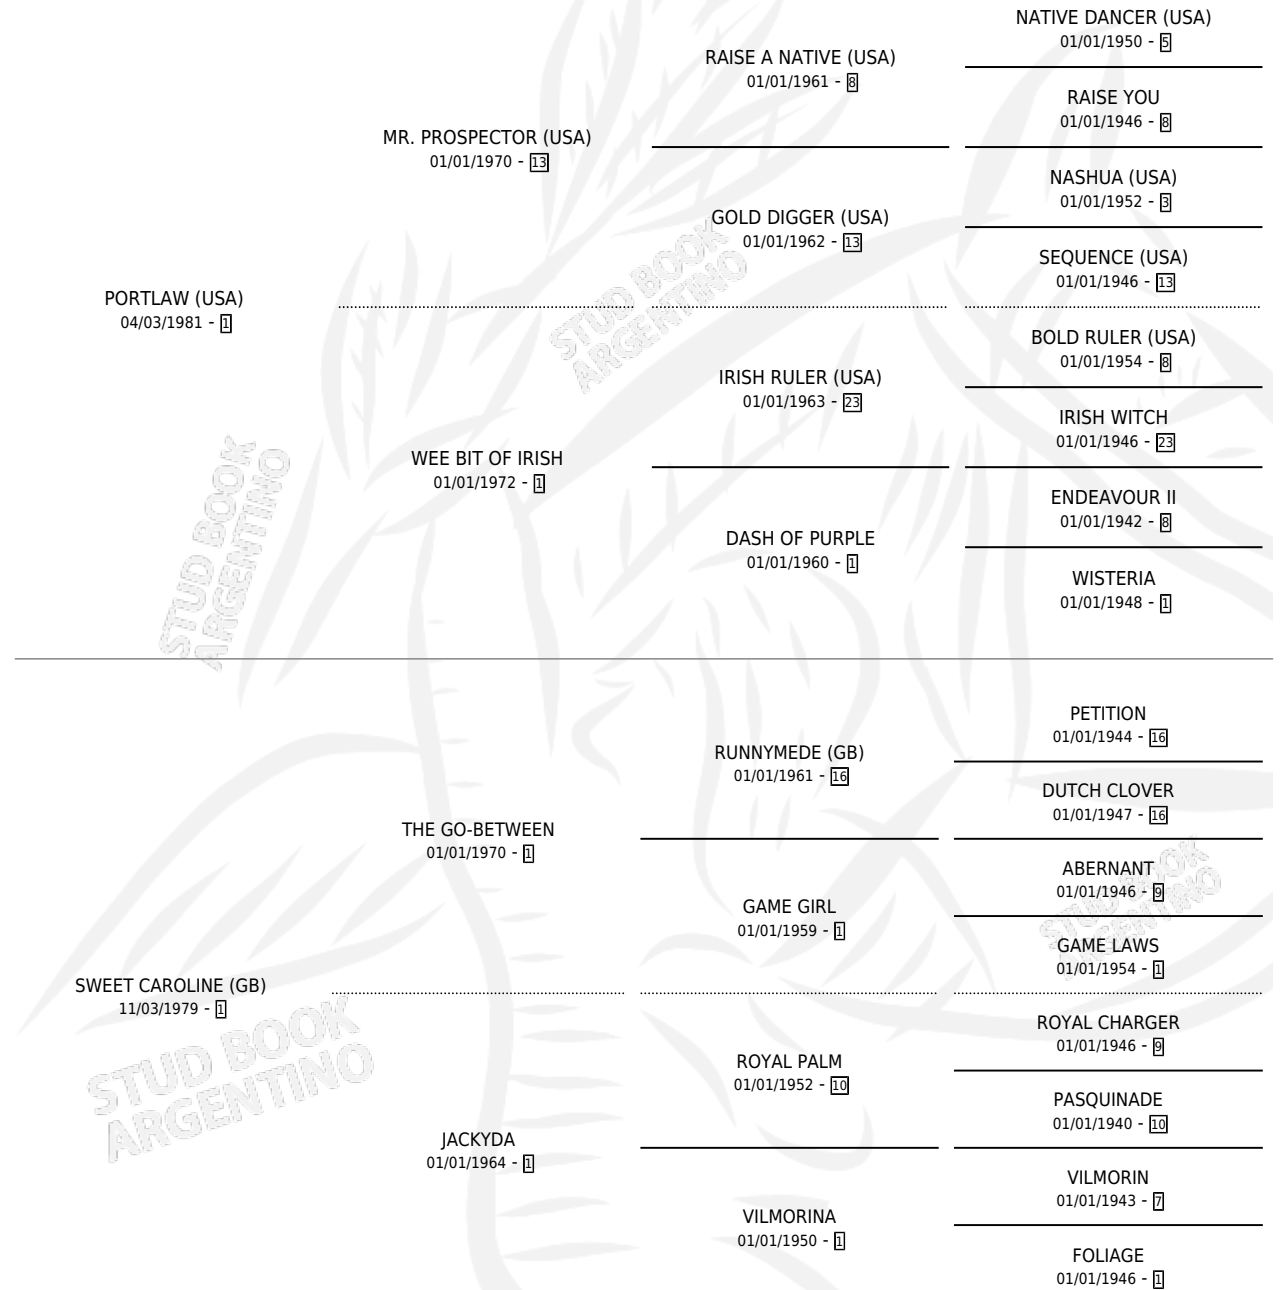 NATIVE DANCER (USA)
01/01/1950 - 5
RAISE A NATIVE (USA)
01/01/1961 - 8
RAISE YOU
01/01/1946 - 8
MR. PROSPECTOR (USA)
01/01/1970 - 13
NASHUA (USA)
01/01/1952 - 3
GOLD DIGGER (USA)
01/01/1962 - 13
SEQUENCE (USA)
01/01/1946 - 13
PORTLAW (USA)
04/03/1981 - 1
STUD BOOK
ARGENTINO
BOLD RULER (USA)
01/01/1954 - 8
IRISH RULER (USA)
01/01/1963 - 23
IRISH WITCH
01/01/1946 - 23
WEE BIT OF IRISH
01/01/1972 - 1
ENDEAVOUR II
01/01/1942 - 8
DASH OF PURPLE
01/01/1960 - 1
WISTERIA
01/01/1948 - 1
STUD BOOK
ARGENTINO
PETITION
01/01/1944 - 16
RUNNYMEDE (GB)
01/01/1961 - 16
DUTCH CLOVER
01/01/1947 - 16
THE GO-BETWEEN
01/01/1970 - 1
ABERNANT
01/01/1946 - 9
GAME GIRL
01/01/1959 - 1
GAME LAWS
01/01/1954 - 1
STUD BOOK
ARGENTINO
SWEET CAROLINE (GB)
11/03/1979 - 1
ROYAL CHARGER
01/01/1946 - 9
ROYAL PALM
01/01/1952 - 10
PASQUINADE
01/01/1940 - 10
STUD BOOK
ARGENTINO
JACKYDA
01/01/1964 - 1
VILMORIN
01/01/1943 - 7
VILMORINA
01/01/1950 - 1
FOLIAGE
01/01/1946 - 1